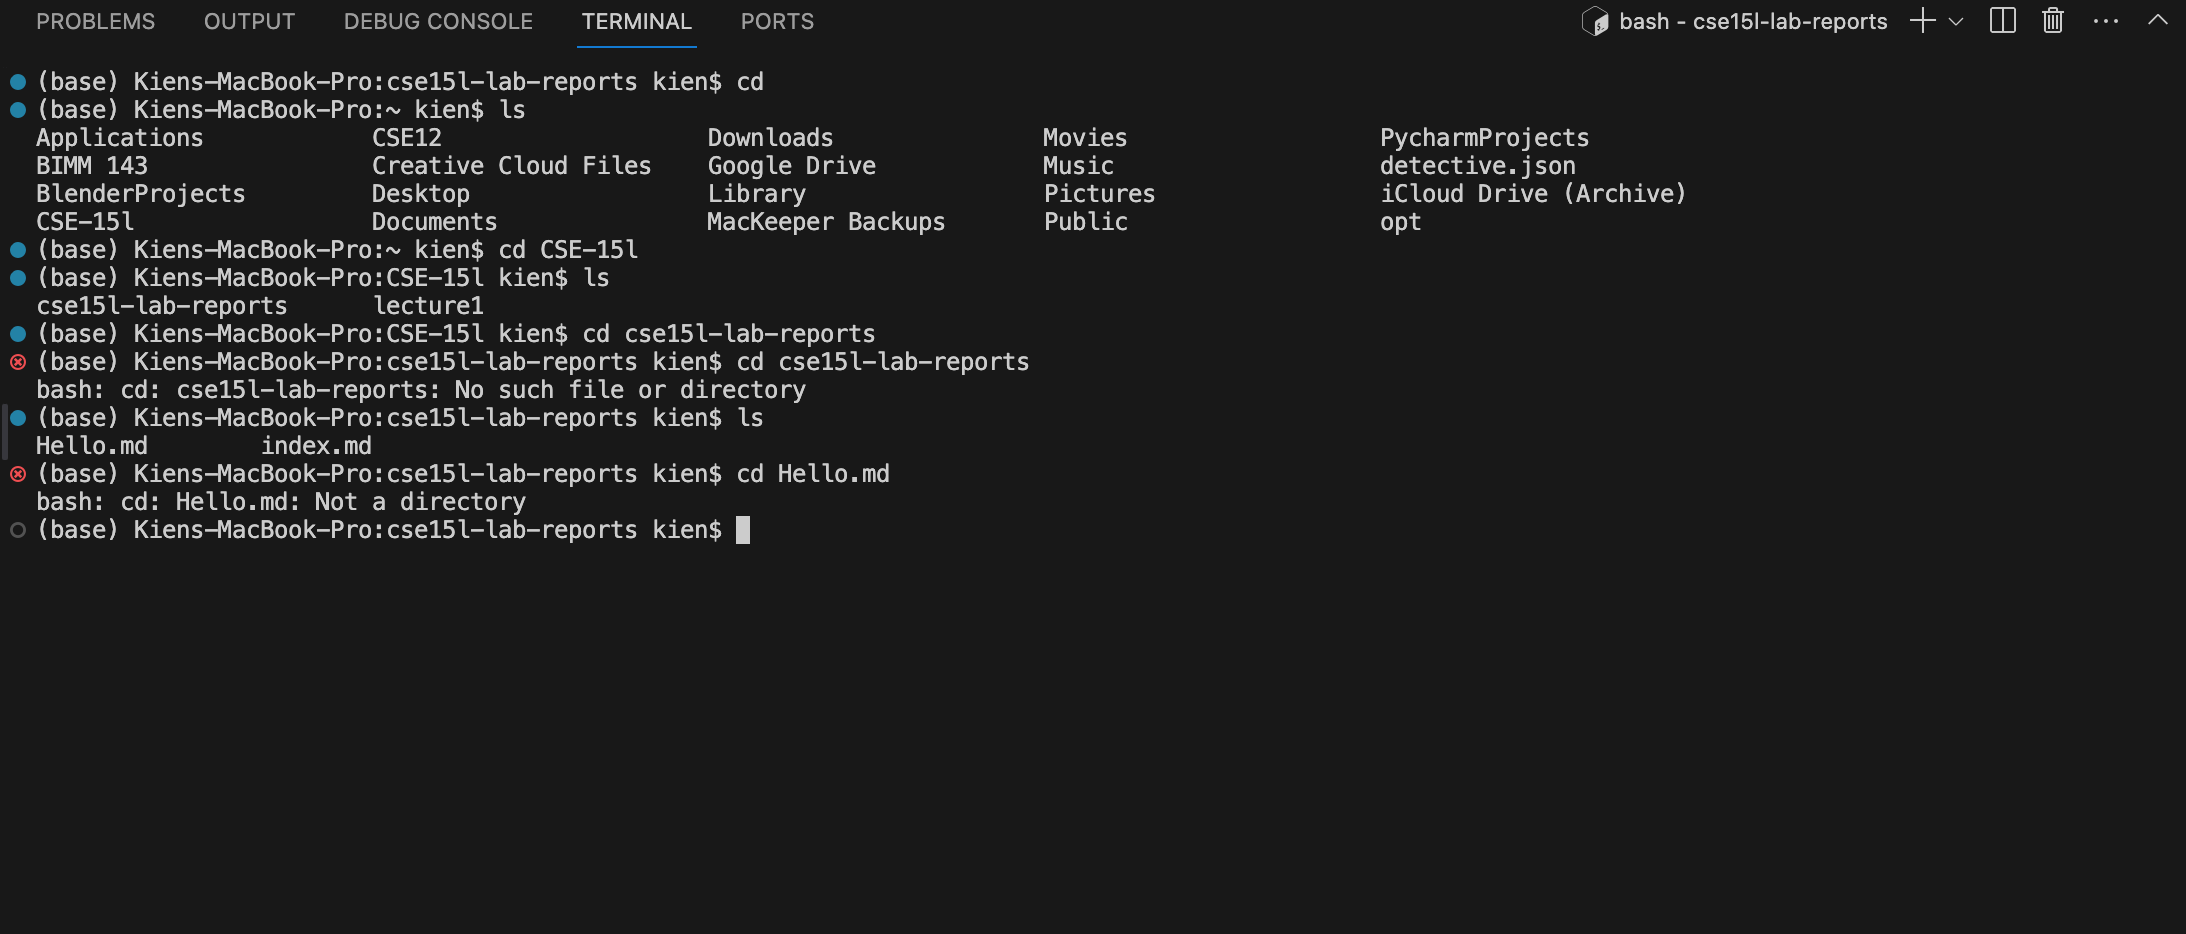 PROBLEMS OUTPUT DEBUG CONSOLE TERMINAL PORTS bash - cse15l-lab-reports
(base) Kiens-MacBook-Pro:cse15l-lab-reports kien$ cd
(base) Kiens-MacBook-Pro:~ kien$ ls
Applications CSE12 Downloads Movies PycharmProjects
BIMM 143 Creative Cloud Files Google Drive Music detective.json
BlenderProjects Desktop Library Pictures iCloud Drive (Archive)
CSE-15l Documents MacKeeper Backups Public opt
(base) Kiens-MacBook-Pro:~ kien$ cd CSE-15l
(base) Kiens-MacBook-Pro:CSE-15l kien$ ls
cse15l-lab-reports lecture1
(base) Kiens-MacBook-Pro:CSE-15l kien$ cd cse15l-lab-reports
(base) Kiens-MacBook-Pro:cse15l-lab-reports kien$ cd cse15l-lab-reports
bash: cd: cse15l-lab-reports: No such file or directory
(base) Kiens-MacBook-Pro:cse15l-lab-reports kien$ ls
Hello.md index.md
(base) Kiens-MacBook-Pro:cse15l-lab-reports kien$ cd Hello.md
bash: cd: Hello.md: Not a directory
(base) Kiens-MacBook-Pro:cse15l-lab-reports kien$